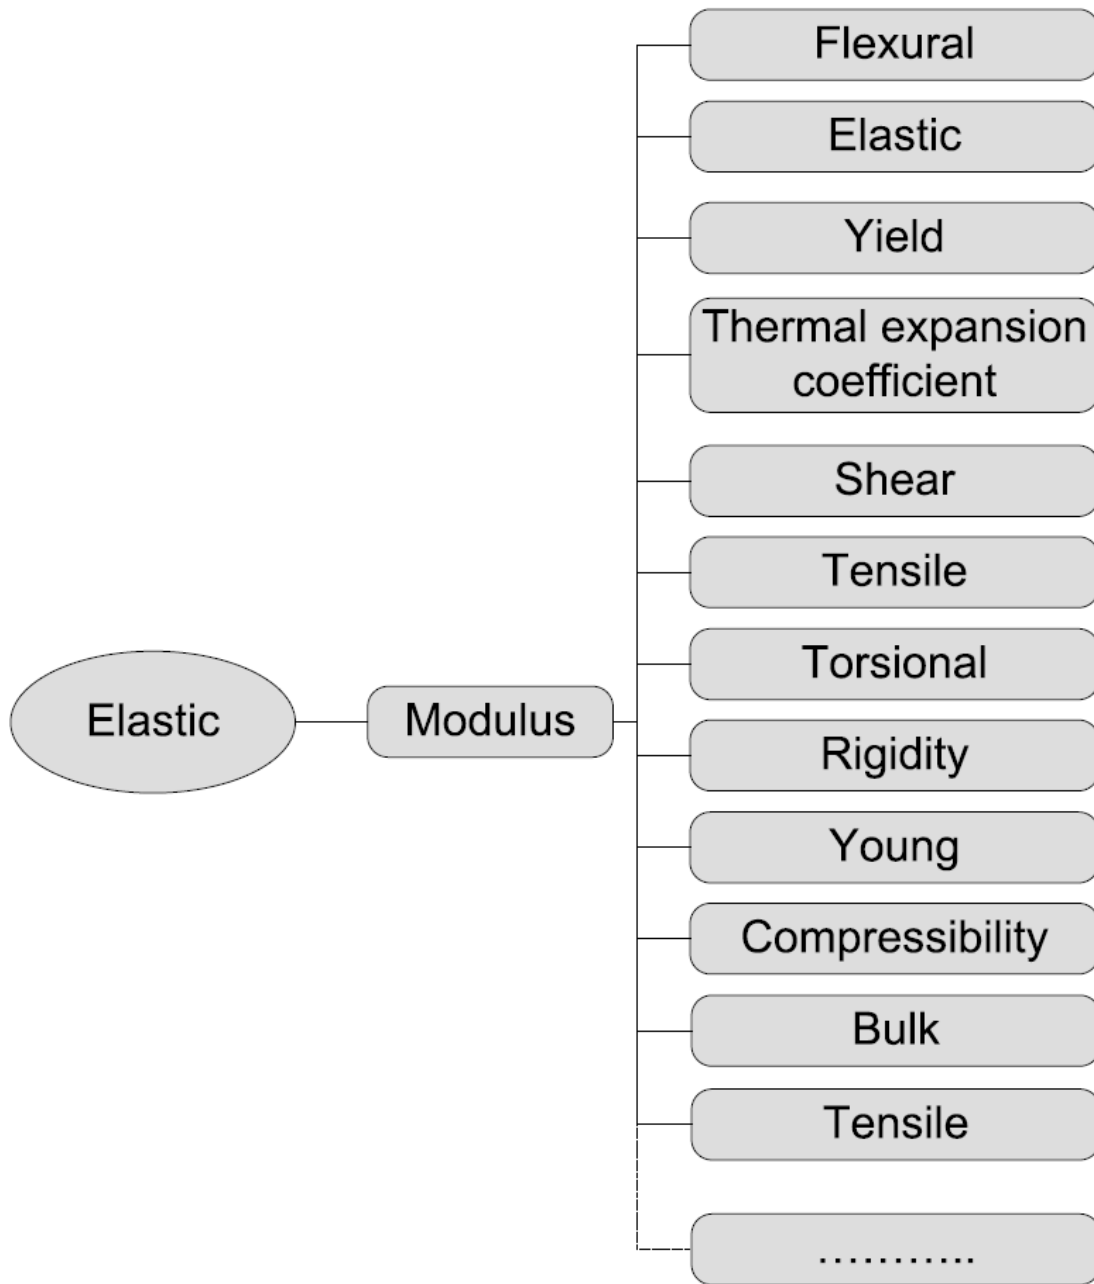 Flexural
Elastic
Yield
Thermal expansion
coefficient
Shear
Tensile
Torsional
Elastic
Modulus
Rigidity
Young
Compressibility
Bulk
Tensile
...........